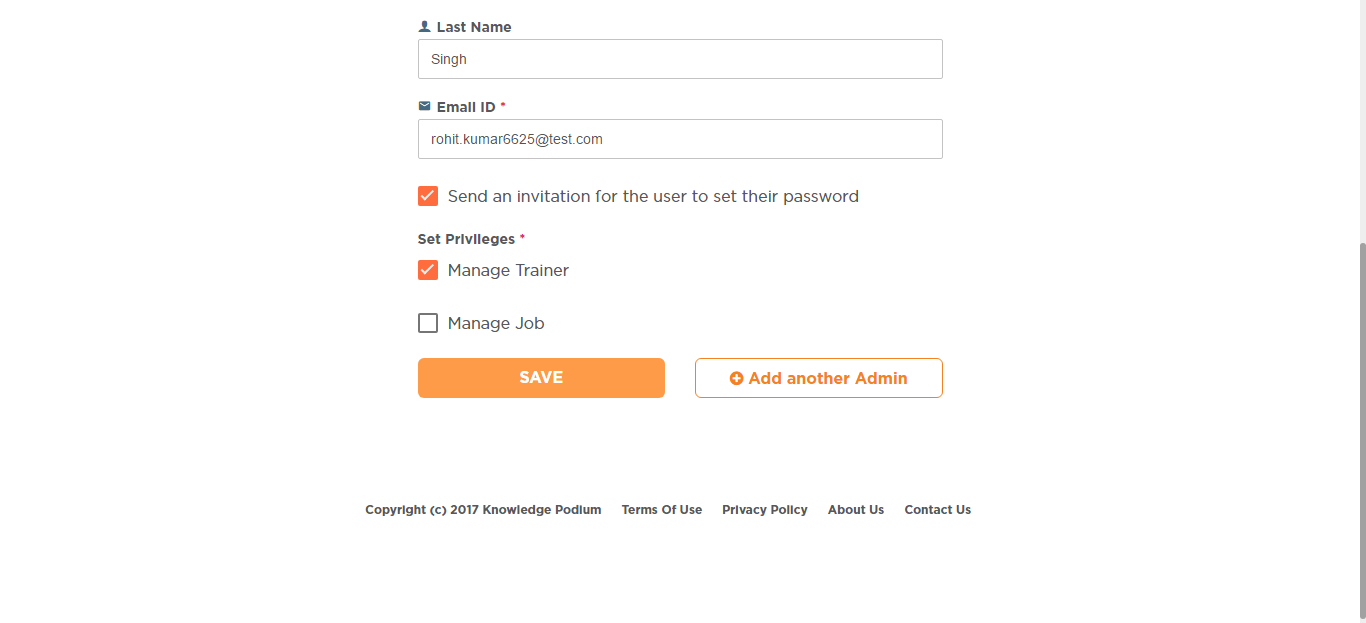 Last Name
Singh
Email ID *
rohit.kumar6625@test.com
Send an invitation for the user to set their password
Set Privileges *
Manage Trainer
Manage Job
SAVE
Add another Admin
Copyright (c) 2017 Knowledge Podium Terms Of Use Privacy Policy About Us Contact Us